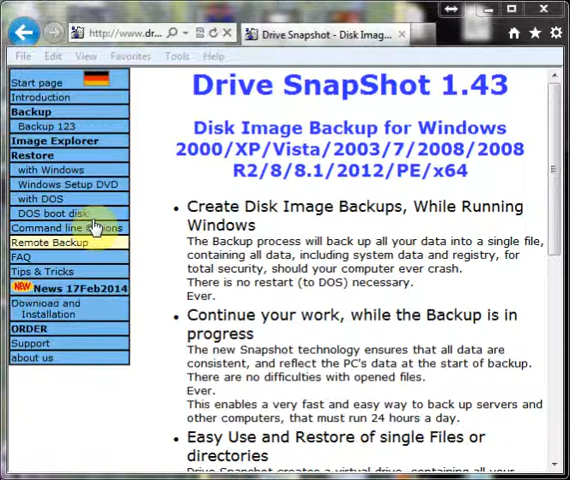 http://www.dr...
Drive Snapshot - Disk Imag...
File Edit View Favorites Tools Help
Start page
Introduction
Backup
Backup 123
Image Explorer
Restore
with Windows
Windows Setup DVD
with DOS
DOS boot disk
Command line
Remote Backup
FAQ
Tips & Tricks
NEW News 17Feb2014
Download and
Installation
ORDER
Support
about us
Drive SnapShot 1.43
Disk Image Backup for Windows
2000/XP/Vista/2003/7/2008/2008
R2/8/8.1/2012/PE/x64
• Create Disk Image Backups, While Running
Windows
The Backup process will back up all your data into a single file,
containing all data, including system data and registry, for
total security, should your computer ever crash.
There is no restart (to DOS) necessary.
Ever.
• Continue your work, while the Backup is in
progress
The new Snapshot technology ensures that all data are
consistent, and reflect the PC's data at the start of backup.
There are no difficulties with opened files.
Ever.
This enables a very fast and easy way to back up servers and
other computers, that must run 24 hours a day.
• Easy Use and Restore of single Files or
directories
Drive Snapshot creates a virtual drive, containing all your